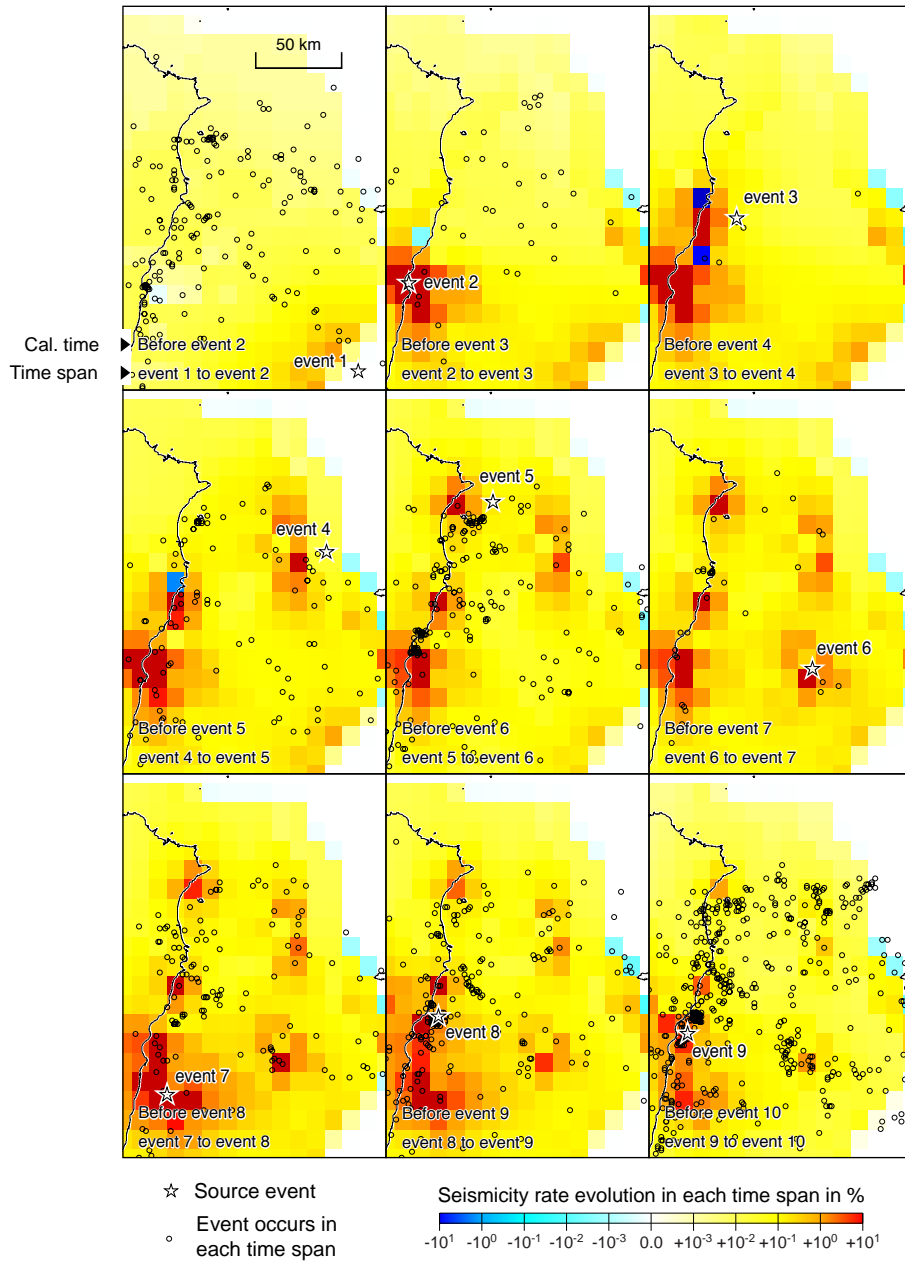 50 km
event 1
Cal. time
Before event 2
Time span
event 1 to event 2
event 2
Before event 3
event 2 to event 3
event 3
Before event 4
event 3 to event 4
event 4
Before event 5
event 4 to event 5
event 5
Before event 6
event 5 to event 6
event 6
Before event 7
event 6 to event 7
event 7
Before event 8
event 7 to event 8
event 8
Before event 9
event 8 to event 9
event 9
Before event 10
event 9 to event 10
Source event
Event occurs in
each time span
Seismicity rate evolution in each time span in %
-10¹ -10⁰ -10⁻¹ -10⁻² -10⁻³ 0.0 +10⁻³ +10⁻² +10⁻¹ +10⁰ +10¹